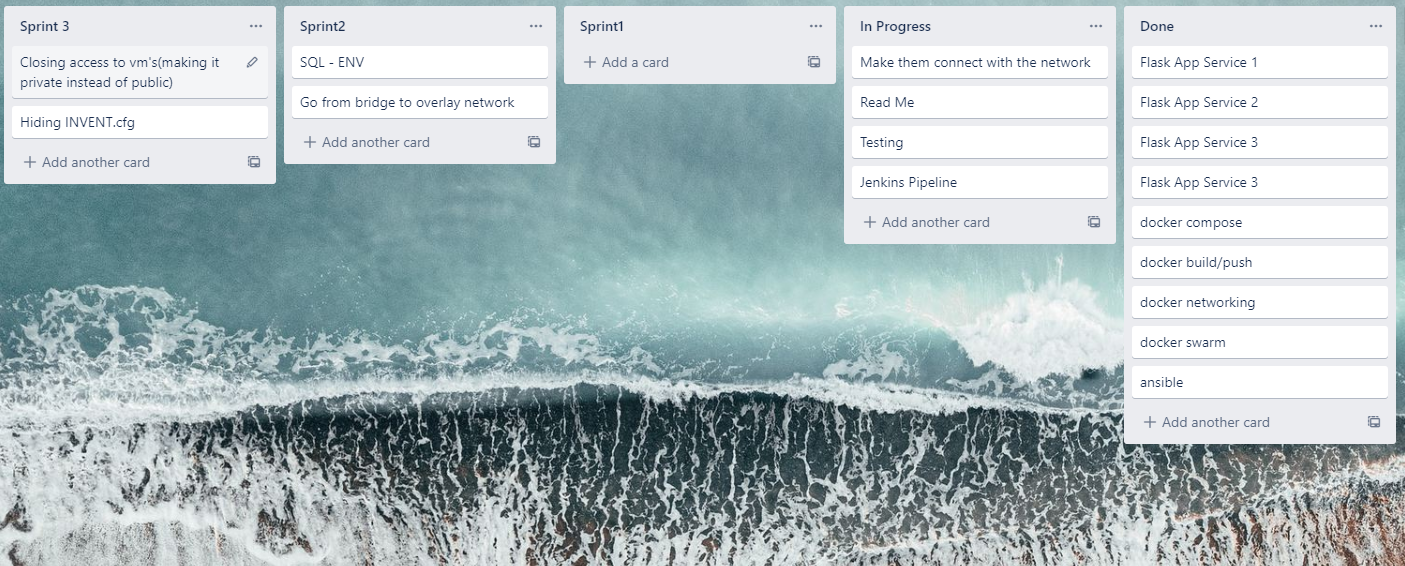 Sprint 3
Closing access to vm's(making it
private instead of public)
Hiding INVENT.cfg
Add another card
Sprint2
SQL - ENV
Go from bridge to overlay network
Add another card
Sprint1
Add a card
In Progress
Make them connect with the network
Read Me
Testing
Jenkins Pipeline
Add another card
Done
Flask App Service 1
Flask App Service 2
Flask App Service 3
Flask App Service 3
docker compose
docker build/push
docker networking
docker swarm
ansible
Add another card